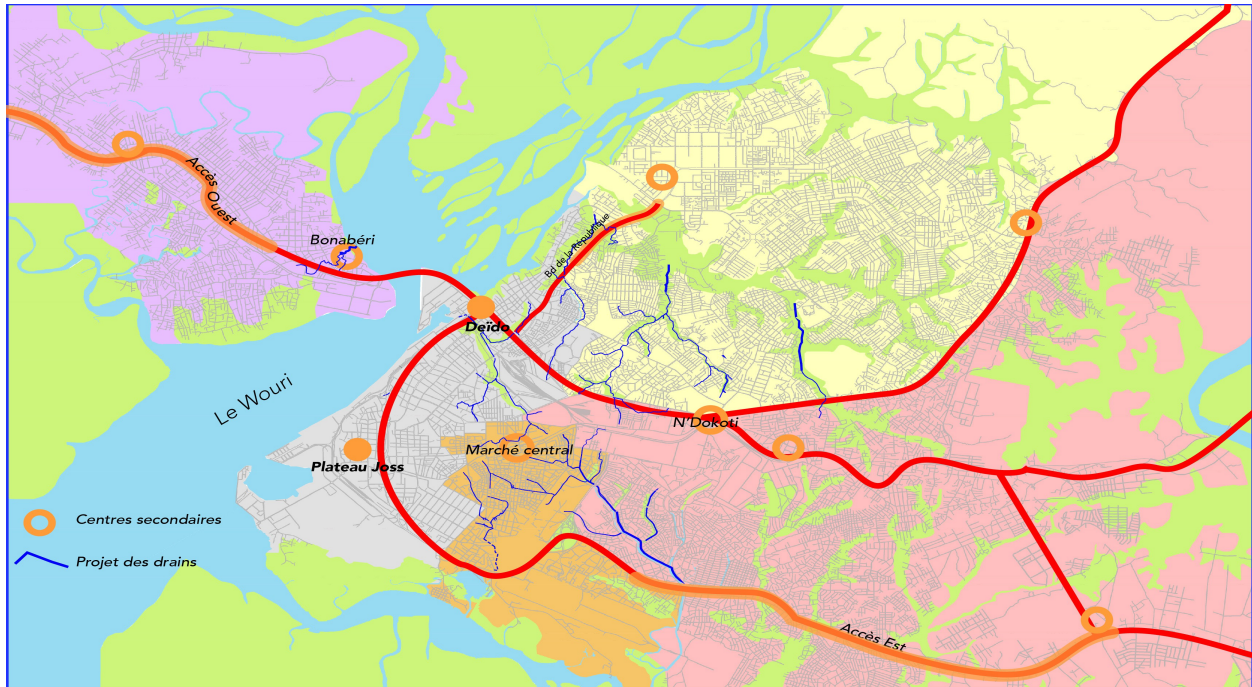 Accès
Ouest
Bonabéri
Bd de la République
Deïdo
Le Wouri
N'Dokoti
Marché central
Plateau Joss
Centres secondaires
Projet des drains
Accès Est